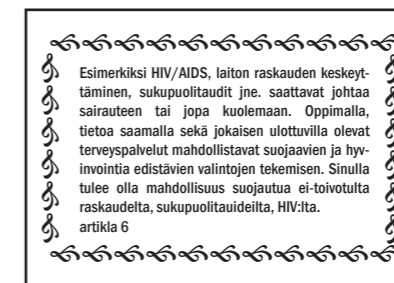 Esimerkiksi HIV/AIDS, laiton raskauden keskeyt-
täminen, sukupuolitaudit jne. saattavat johtaa
sairauteen tai jopa kuolemaan. Oppimalla,
tietoa saamalla sekä jokaisen ulottuvilla olevat
terveyspalvelut mahdollistavat suojaavien ja hyv-
invointia edistävien valintojen tekemisen. Sinulla
tulee olla mahdollisuus suojautua ei-toivotulta
raskaudelta, sukupuolitauideilta, HIV:lta.
artikla 6